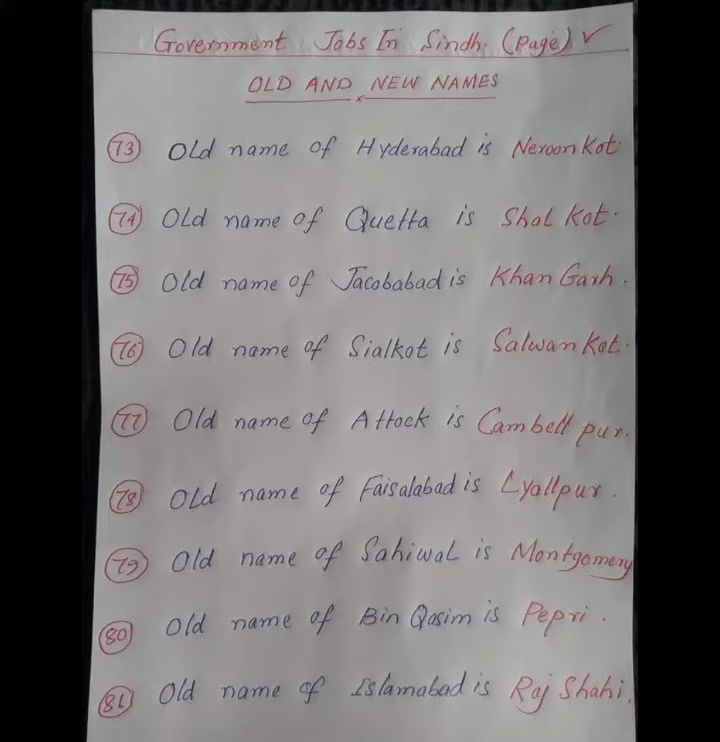 Government Jobs In Sindh. (Page) ✓
OLD AND NEW NAMES
73 Old name of Hyderabad is Neroon Kot.
74 Old name of Quetta is Shal Kot.
75 Old name of Jacobabad is Khan Garh.
76 Old name of Sialkot is Salwan Kot.
77 Old name of Attock is Cambell pur.
78 Old name of Faisalabad is Lyallpur.
79 Old name of Sahiwal is Montgomery
80 Old name of Bin Qasim is Pepri.
81 Old name of Islamabad is Raj Shahi.